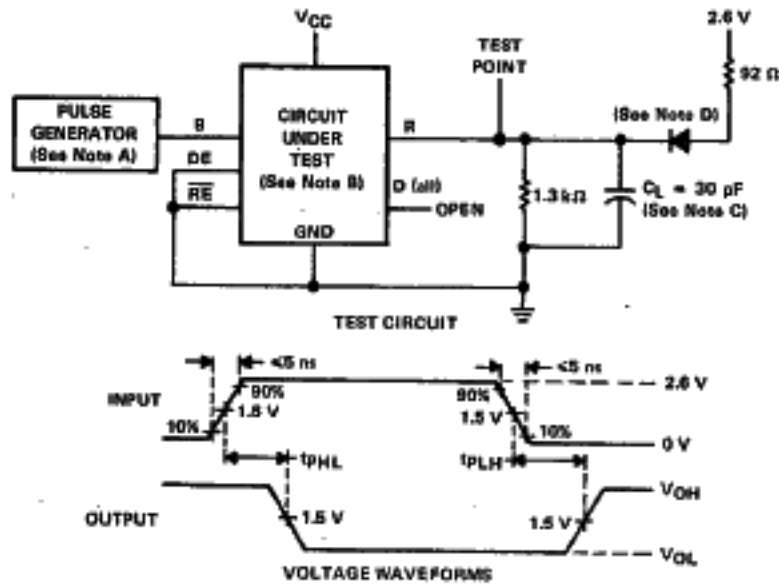 VCC
2.6 V
TEST
POINT
92 Ω
PULSE
GENERATOR
(See Note A)
B
CIRCUIT
UNDER
TEST
(See Note B)
R
(See Note D)
DE
RE
D (all)
OPEN
1.3 kΩ
CL = 30 pF
(See Note C)
GND
TEST CIRCUIT
≤5 ns
≤5 ns
INPUT
90%
90%
2.6 V
1.5 V
1.5 V
10%
10%
0 V
tPHL
tPLH
VOH
OUTPUT
1.5 V
1.5 V
VOL
VOLTAGE WAVEFORMS